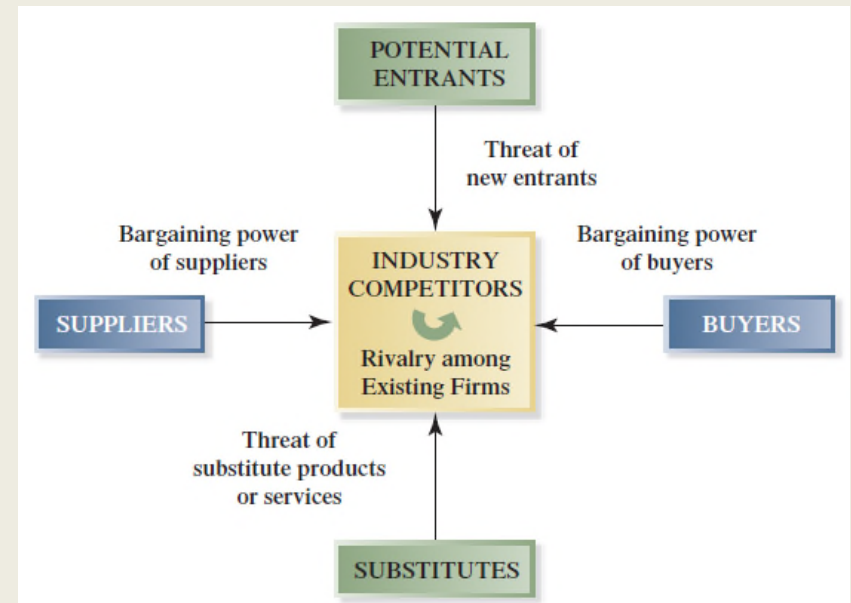 POTENTIAL
ENTRANTS
Threat of
new entrants
Bargaining power
of suppliers
Bargaining power
of buyers
INDUSTRY
COMPETITORS
Rivalry among
Existing Firms
SUPPLIERS
BUYERS
Threat of
substitute products
or services
SUBSTITUTES